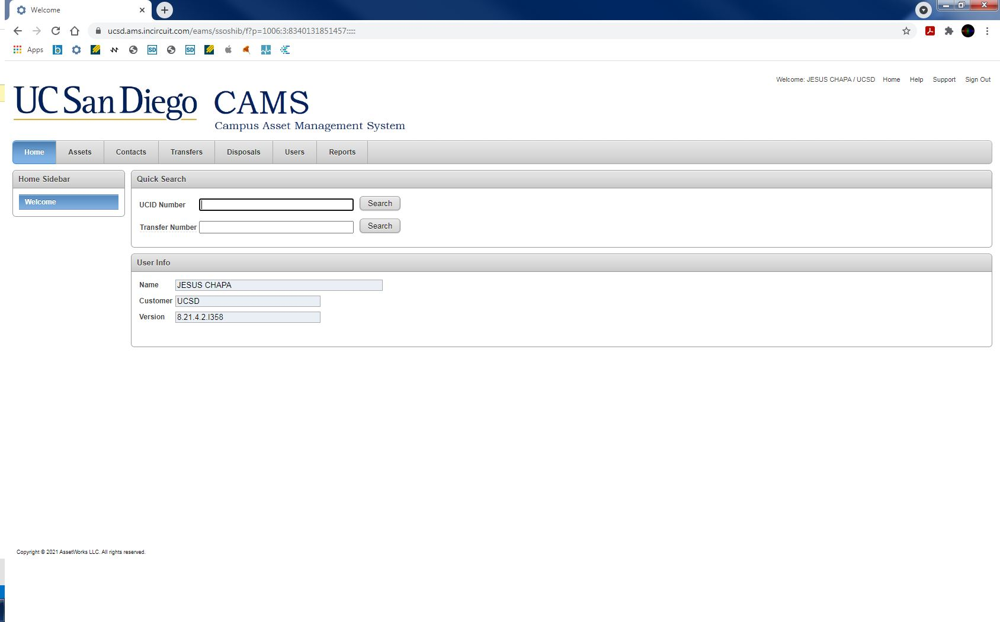 Welcome
ucsd.ams.incircuit.com/eams/ssoshib/f?p=1006:3:8340131851457:::::
Apps b SD SD
Welcome: JESUS CHAPA / UCSD Home Help Support Sign Out
UC San Diego CAMS
Campus Asset Management System
Home Assets Contacts Transfers Disposals Users Reports
Home Sidebar
Welcome
Quick Search
UCID Number Search
Transfer Number Search
User Info
Name JESUS CHAPA
Customer UCSD
Version 8.21.4.2.I358
Copyright © 2021 AssetWorks LLC. All rights reserved.